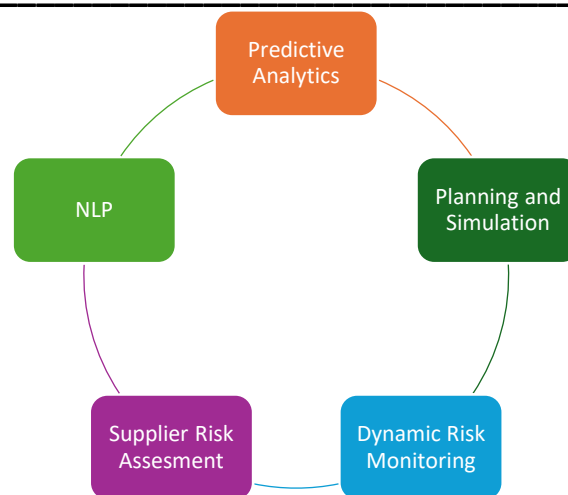 Predictive
Analytics
NLP
Planning and
Simulation
Supplier Risk
Assesment
Dynamic Risk
Monitoring